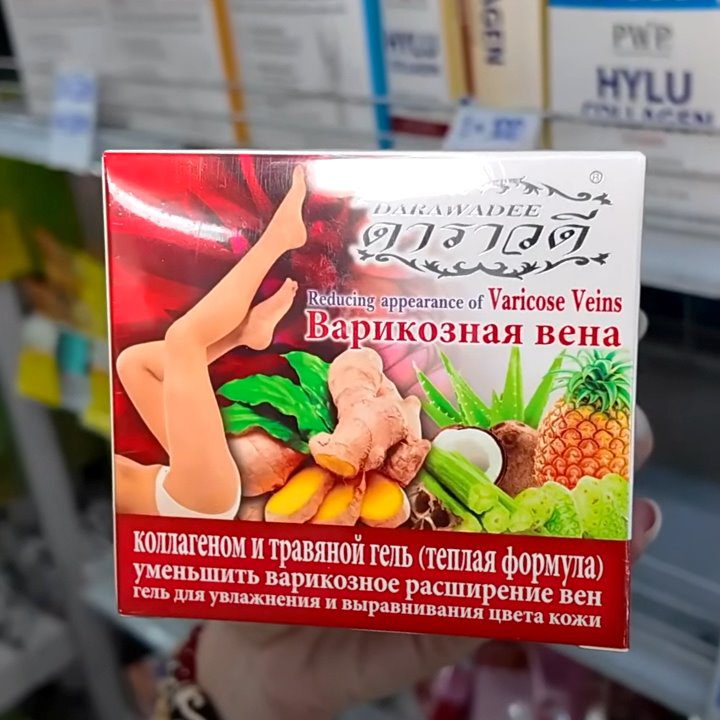 PWP
HYLU
COLLAGEN
HYLU
DARAWADEE
®
ดาราวดี
Reducing appearance of Varicose Veins
Варикозная вена
коллагеном и травяной гель (теплая формула)
уменьшить варикозное расширение вен
гель для увлажнения и выравнивания цвета кожи